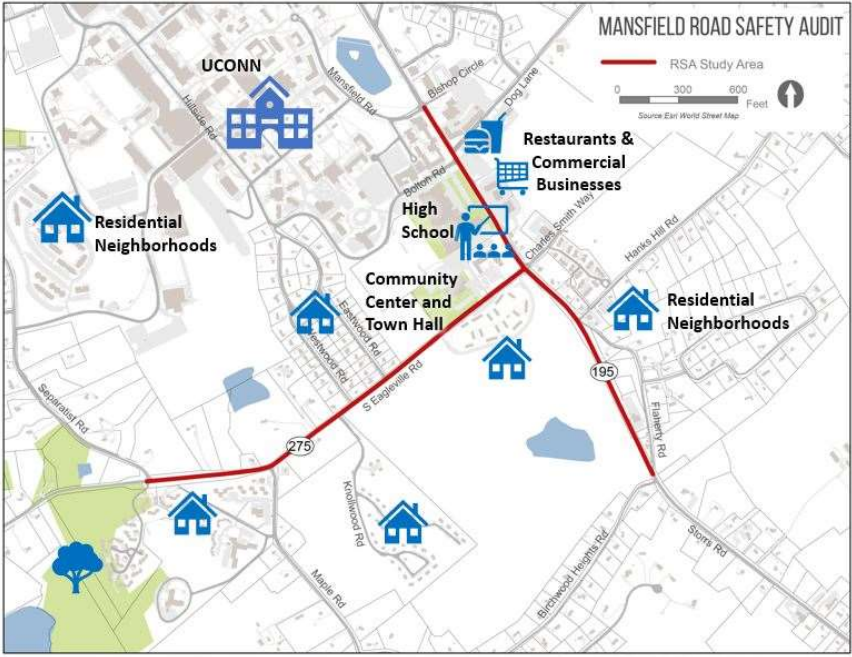 MANSFIELD ROAD SAFETY AUDIT
RSA Study Area
0 300 600
Feet
Source Esri World Street Map
UCONN
Hillside Rd
Mansfield Rd
Bishop Circle
Dog Lane
Restaurants &
Commercial
Businesses
Bolton Rd
High
School
Charles Smith Way
Hanks Hill Rd
Residential
Neighborhoods
Community
Center and
Town Hall
Eastwood Rd
Westwood Rd
Residential
Neighborhoods
S Eagleville Rd
195
Separatist Rd
Flaherty Rd
275
Knollwood Rd
Storrs Rd
Birchwood Heights Rd
Maple Rd